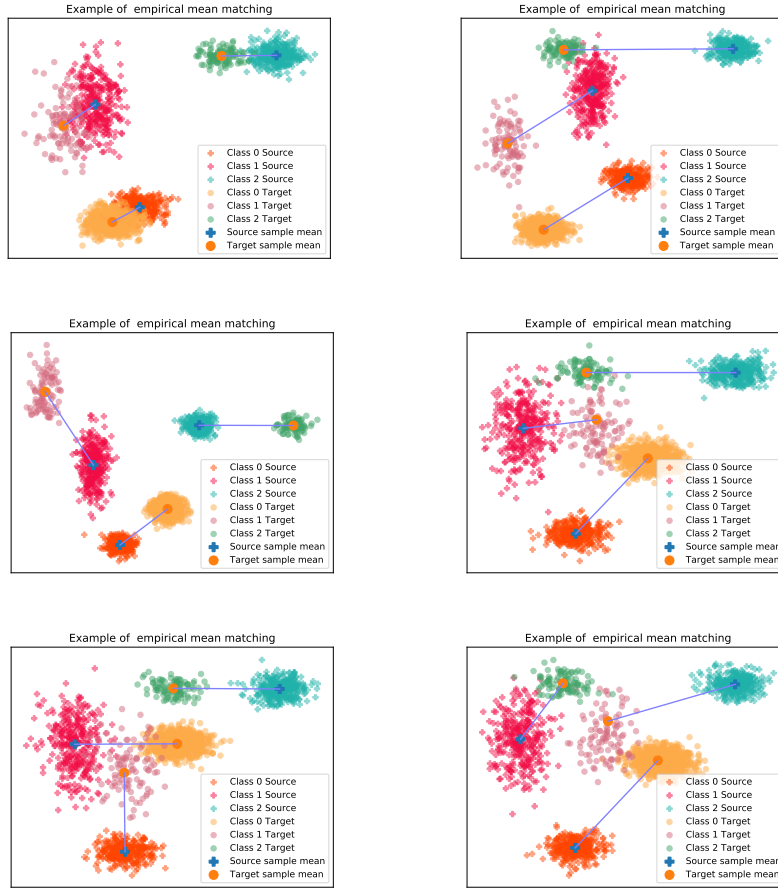 Example of  empirical mean matching
Class 0 Source
Class 1 Source
Class 2 Source
Class 0 Target
Class 1 Target
Class 2 Target
Source sample mean
Target sample mean
Example of  empirical mean matching
Class 0 Source
Class 1 Source
Class 2 Source
Class 0 Target
Class 1 Target
Class 2 Target
Source sample mean
Target sample mean
Example of  empirical mean matching
Class 0 Source
Class 1 Source
Class 2 Source
Class 0 Target
Class 1 Target
Class 2 Target
Source sample mean
Target sample mean
Example of  empirical mean matching
Class 0 Source
Class 1 Source
Class 2 Source
Class 0 Target
Class 1 Target
Class 2 Target
Source sample mean
Target sample mean
Example of  empirical mean matching
Class 0 Source
Class 1 Source
Class 2 Source
Class 0 Target
Class 1 Target
Class 2 Target
Source sample mean
Target sample mean
Example of  empirical mean matching
Class 0 Source
Class 1 Source
Class 2 Source
Class 0 Target
Class 1 Target
Class 2 Target
Source sample mean
Target sample mean